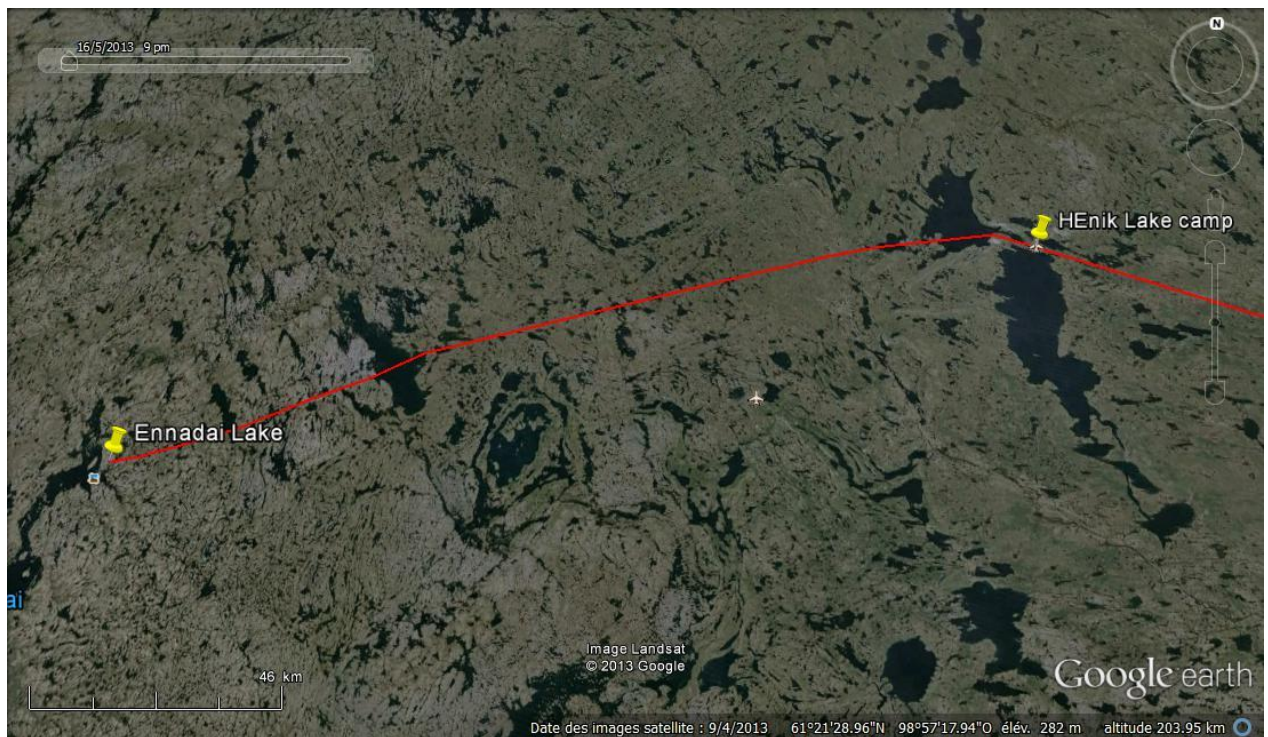 16/5/2013 9 pm
N
HEnik Lake camp
Ennadai Lake
ai
Image Landsat
© 2013 Google
46 km
Google earth
Date des images satellite : 9/4/2013 61°21'28.96"N 98°57'17.94"O élév. 282 m altitude 203.95 km